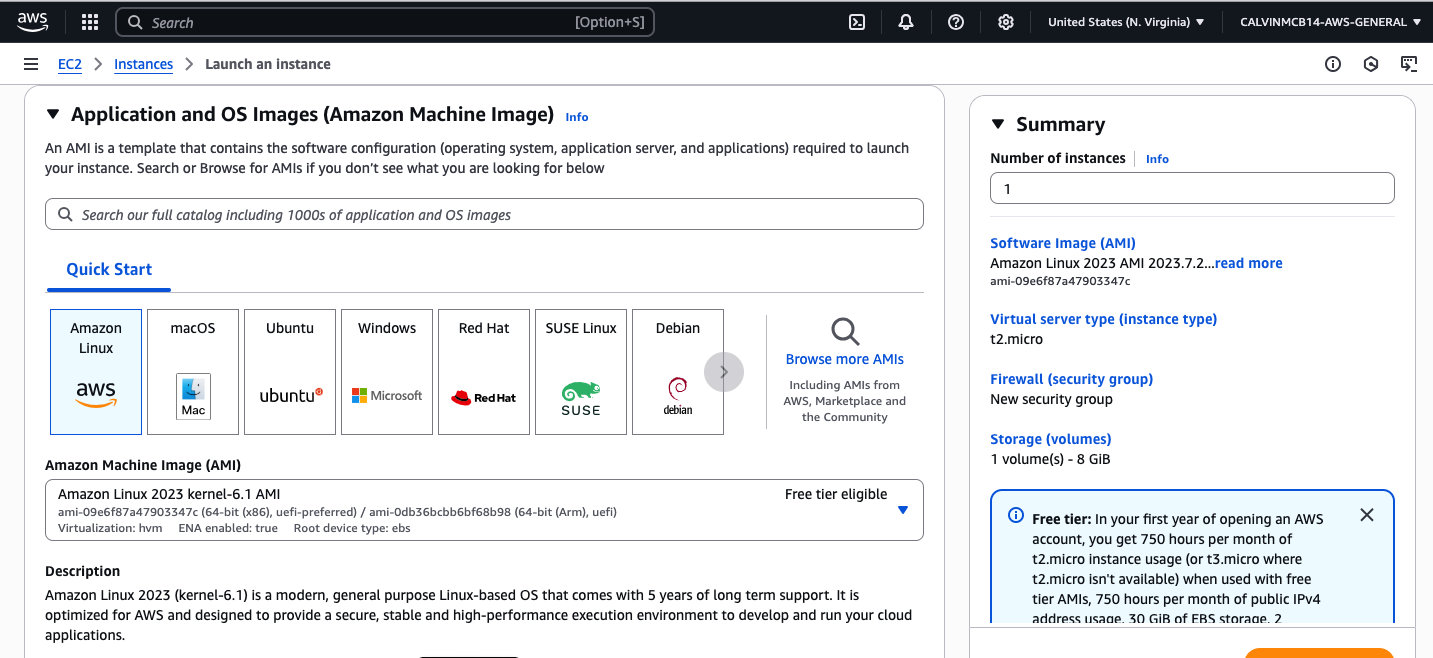 aws
Search [Option+S]
United States (N. Virginia)
CALVINMCB14-AWS-GENERAL
EC2 Instances Launch an instance
Application and OS Images (Amazon Machine Image) Info
An AMI is a template that contains the software configuration (operating system, application server, and applications) required to launch
your instance. Search or Browse for AMIs if you don't see what you are looking for below
Search our full catalog including 1000s of application and OS images
Quick Start
Amazon
Linux
aws
macOS
Mac
Ubuntu
ubuntu
Windows
Microsoft
Red Hat
Red Hat
SUSE Linux
SUSE
Debian
debian
Browse more AMIs
Including AMIs from
AWS, Marketplace and
the Community
Amazon Machine Image (AMI)
Amazon Linux 2023 kernel-6.1 AMI
Free tier eligible
ami-09e6f87a47903347c (64-bit (x86), uefi-preferred) / ami-0db36bcbb6bf68b98 (64-bit (Arm), uefi)
Virtualization: hvm ENA enabled: true Root device type: ebs
Description
Amazon Linux 2023 (kernel-6.1) is a modern, general purpose Linux-based OS that comes with 5 years of long term support. It is
optimized for AWS and designed to provide a secure, stable and high-performance execution environment to develop and run your cloud
applications.
Summary
Number of instances Info
1
Software Image (AMI)
Amazon Linux 2023 AMI 2023.7.2...read more
ami-09e6f87a47903347c
Virtual server type (instance type)
t2.micro
Firewall (security group)
New security group
Storage (volumes)
1 volume(s) - 8 GiB
Free tier: In your first year of opening an AWS
account, you get 750 hours per month of
t2.micro instance usage (or t3.micro where
t2.micro isn't available) when used with free
tier AMIs, 750 hours per month of public IPv4
address usage, 30 GiB of EBS storage, 2